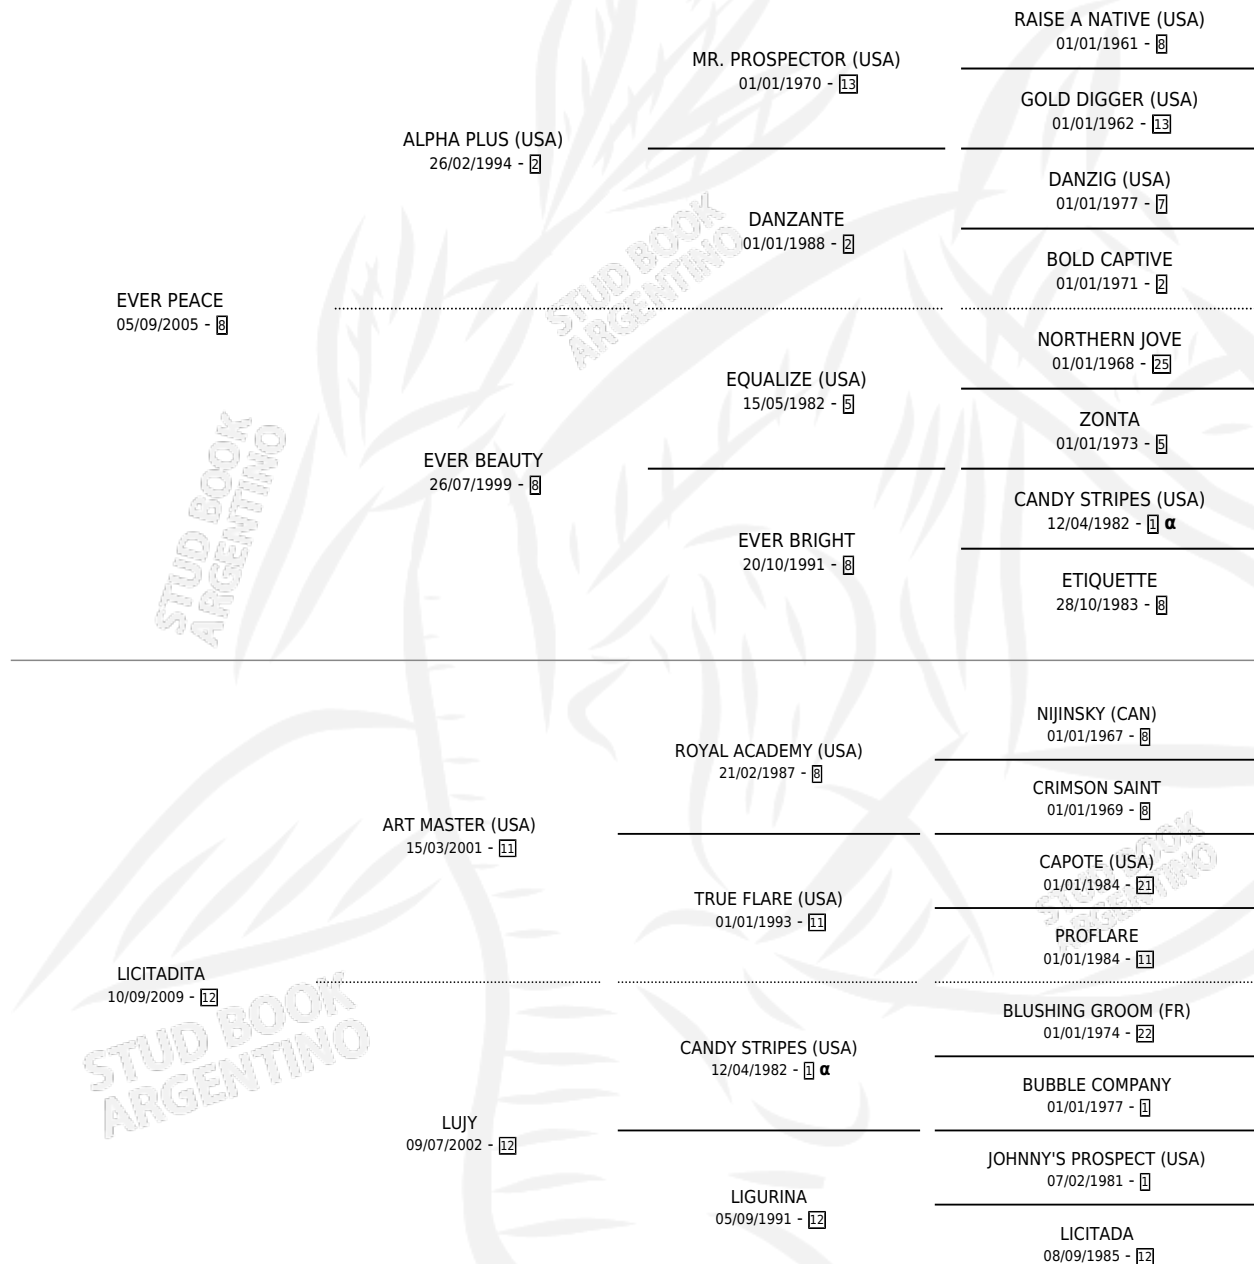 RAISE A NATIVE (USA)
01/01/1961 - 8
MR. PROSPECTOR (USA)
01/01/1970 - 13
GOLD DIGGER (USA)
01/01/1962 - 13
ALPHA PLUS (USA)
26/02/1994 - 2
DANZIG (USA)
01/01/1977 - 7
DANZANTE
01/01/1988 - 2
BOLD CAPTIVE
01/01/1971 - 2
EVER PEACE
05/09/2005 - 8
NORTHERN JOVE
01/01/1968 - 25
EQUALIZE (USA)
15/05/1982 - 5
ZONTA
01/01/1973 - 5
EVER BEAUTY
26/07/1999 - 8
CANDY STRIPES (USA)
12/04/1982 - 1 α
EVER BRIGHT
20/10/1991 - 8
ETIQUETTE
28/10/1983 - 8
NIJINSKY (CAN)
01/01/1967 - 8
ROYAL ACADEMY (USA)
21/02/1987 - 8
CRIMSON SAINT
01/01/1969 - 8
ART MASTER (USA)
15/03/2001 - 11
CAPOTE (USA)
01/01/1984 - 21
TRUE FLARE (USA)
01/01/1993 - 11
PROFLARE
01/01/1984 - 11
LICITADITA
10/09/2009 - 12
BLUSHING GROOM (FR)
01/01/1974 - 22
CANDY STRIPES (USA)
12/04/1982 - 1 α
BUBBLE COMPANY
01/01/1977 - 1
LUJY
09/07/2002 - 12
JOHNNY'S PROSPECT (USA)
07/02/1981 - 1
LIGURINA
05/09/1991 - 12
LICITADA
08/09/1985 - 12
STUD BOOK
ARGENTINO
STUD BOOK
ARGENTINO
STUD BOOK
ARGENTINO
STUD BOOK
ARGENTINO